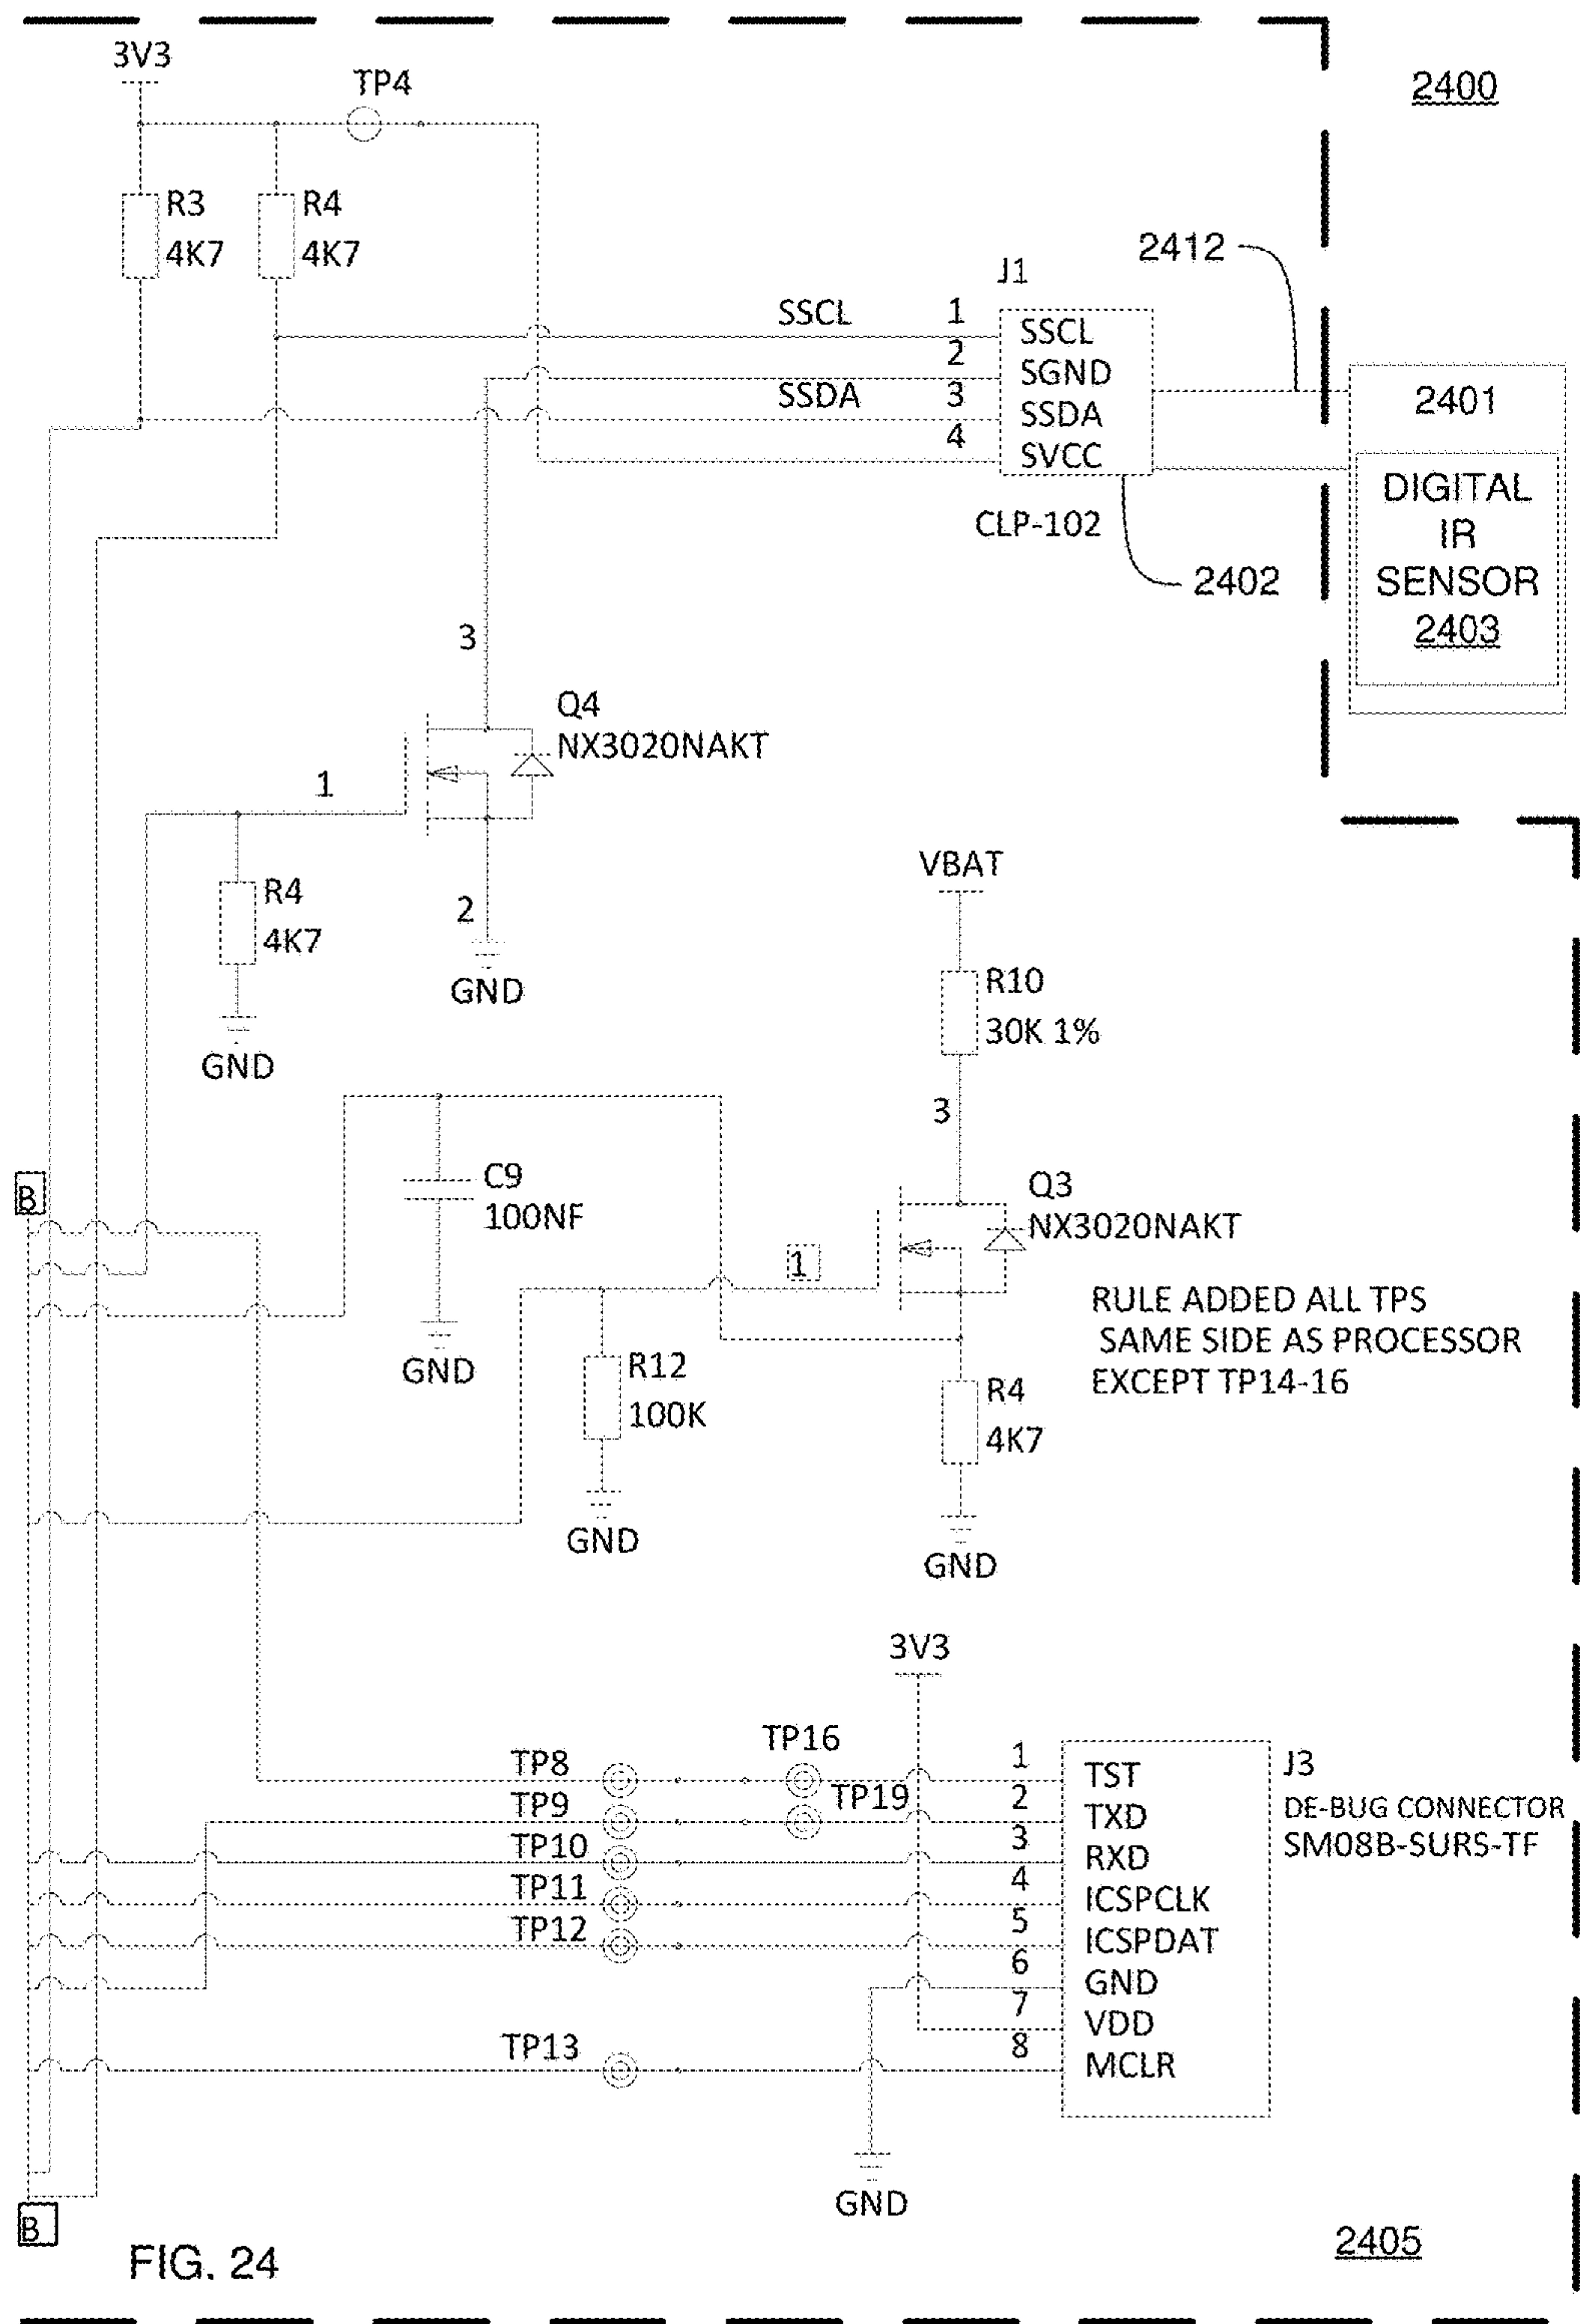 3V3
TP4
2400
R3
4K7
R4
4K7
2412
J1
SSCL
1
SSCL
2
SGND
SSDA
3
SSDA
4
SVCC
2401
DIGITAL
IR
SENSOR
2403
CLP-102
2402
3
Q4
NX3020NAKT
1
VBAT
R4
4K7
2
GND
R10
30K 1%
GND
3
B
C9
100NF
Q3
NX3020NAKT
1
RULE ADDED ALL TPS
SAME SIDE AS PROCESSOR
EXCEPT TP14-16
GND
R12
100K
R4
4K7
GND
GND
3V3
TP8
TP16
1
TST
J3
TP9
TP19
2
TXD
DE-BUG CONNECTOR
SM08B-SURS-TF
TP10
3
RXD
TP11
4
ICSPCLK
TP12
5
ICSPDAT
6
GND
7
VDD
TP13
8
MCLR
GND
B
FIG. 24
2405